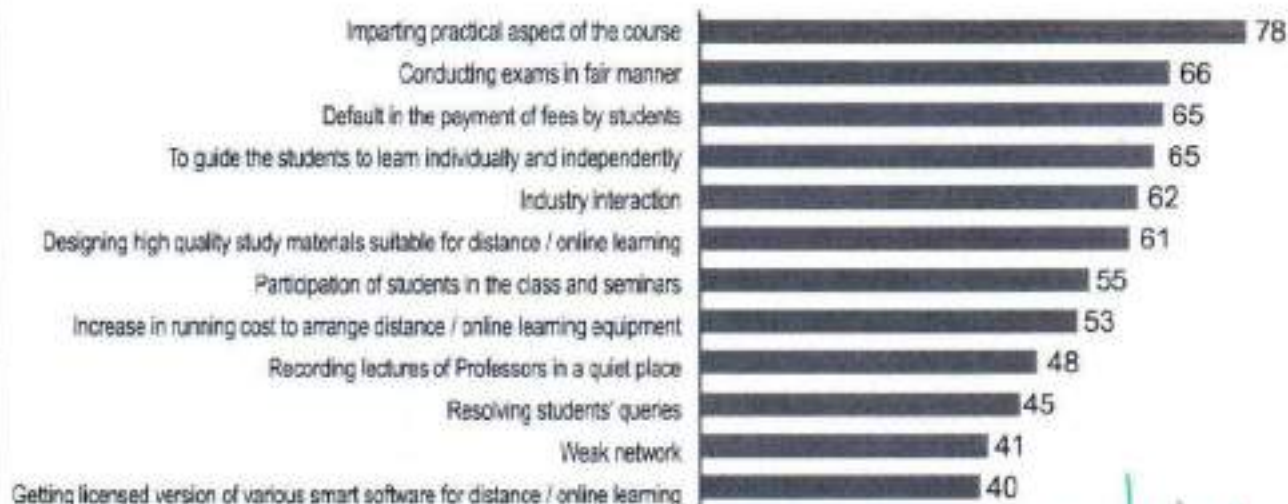 Imparting practical aspect of the course 78
Conducting exams in fair manner 66
Default in the payment of fees by students 65
To guide the students to learn individually and independently 65
Industry interaction 62
Designing high quality study materials suitable for distance / online learning 61
Participation of students in the class and seminars 55
Increase in running cost to arrange distance / online learning equipment 53
Recording lectures of Professors in a quiet place 48
Resolving students' queries 45
Weak network 41
Getting licensed version of various smart software for distance / online learning 40